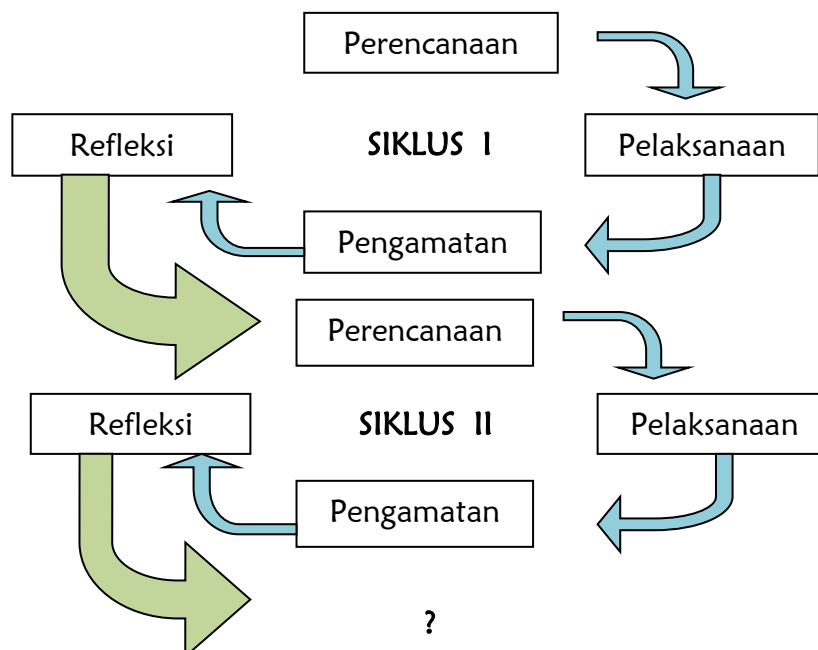 Perencanaan
Refleksi
SIKLUS I
Pelaksanaan
Pengamatan
Perencanaan
Refleksi
SIKLUS II
Pelaksanaan
Pengamatan
?